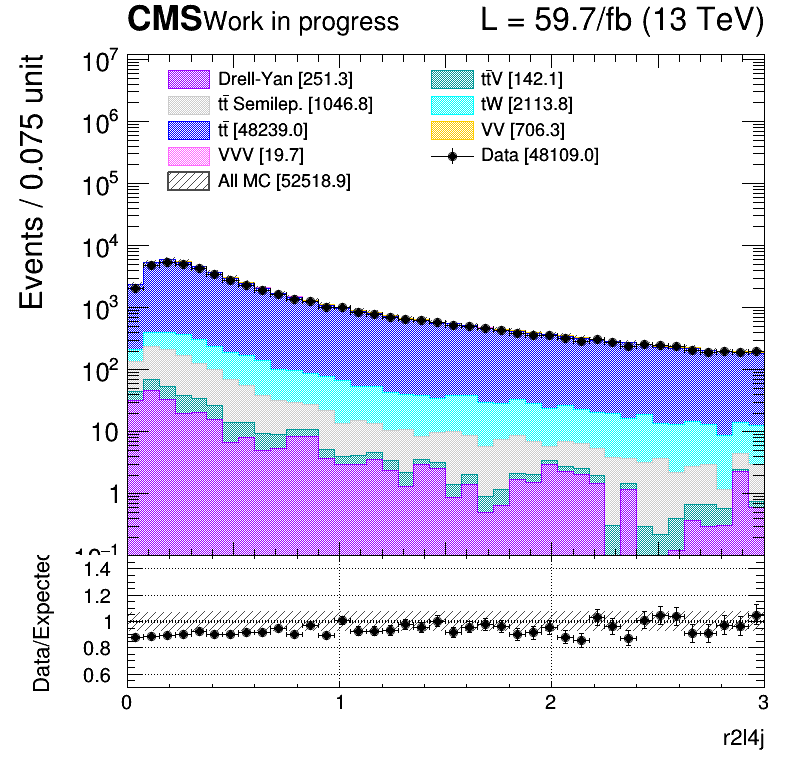 CMS Work in progress L = 59.7/fb (13 TeV)
Events / 0.075 unit
10⁷
10⁶
10⁵
10⁴
10³
10²
10
1
10⁻¹
Drell-Yan [251.3]
tt̄ Semilep. [1046.8]
tt̄ [48239.0]
VVV [19.7]
All MC [52518.9]
tt̄V [142.1]
tW [2113.8]
VV [706.3]
Data [48109.0]
Data/Expected
1.4
1.2
1
0.8
0.6
0 1 2 3
r2l4j